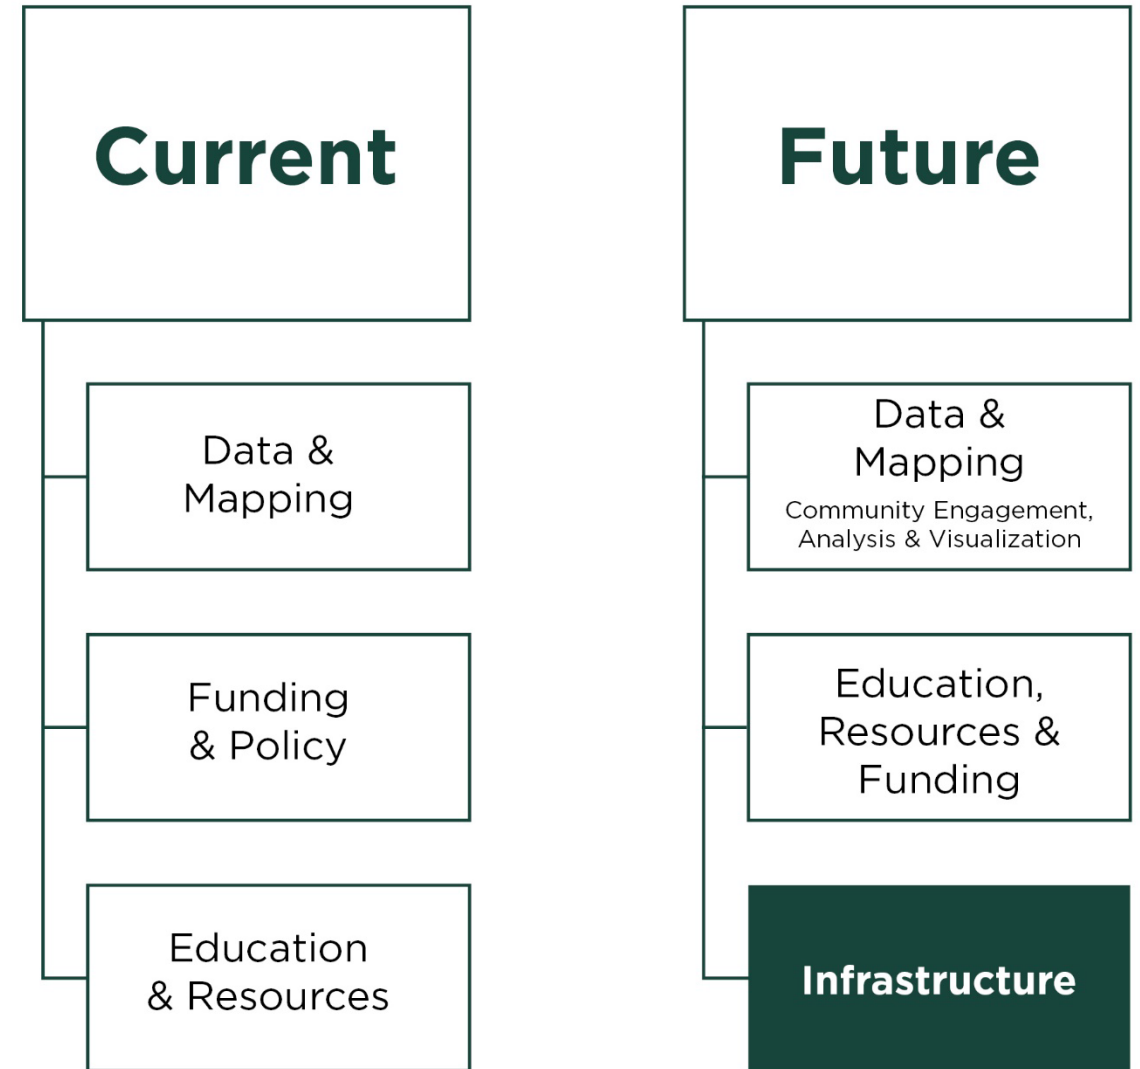 Current
Data &
Mapping
Funding
& Policy
Education
& Resources
Future
Data &
Mapping
Community Engagement,
Analysis & Visualization
Education,
Resources &
Funding
Infrastructure